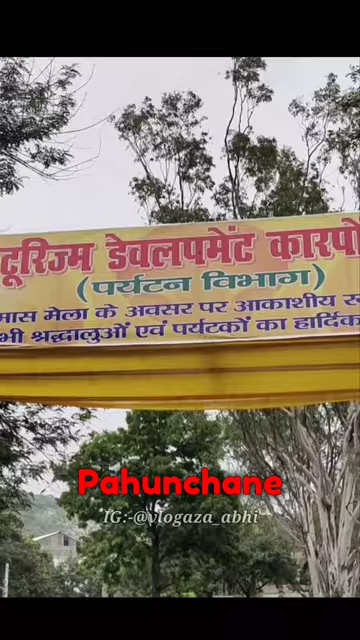 टूरिज्म डेवलपमेंट कारपो
(पर्यटन विभाग)
मास मेला के अवसर पर आकाशीय
भी श्रद्धालुओं एवं पर्यटकों का हार्दिक
Pahunchane
IG:-@vlogaza_abhi